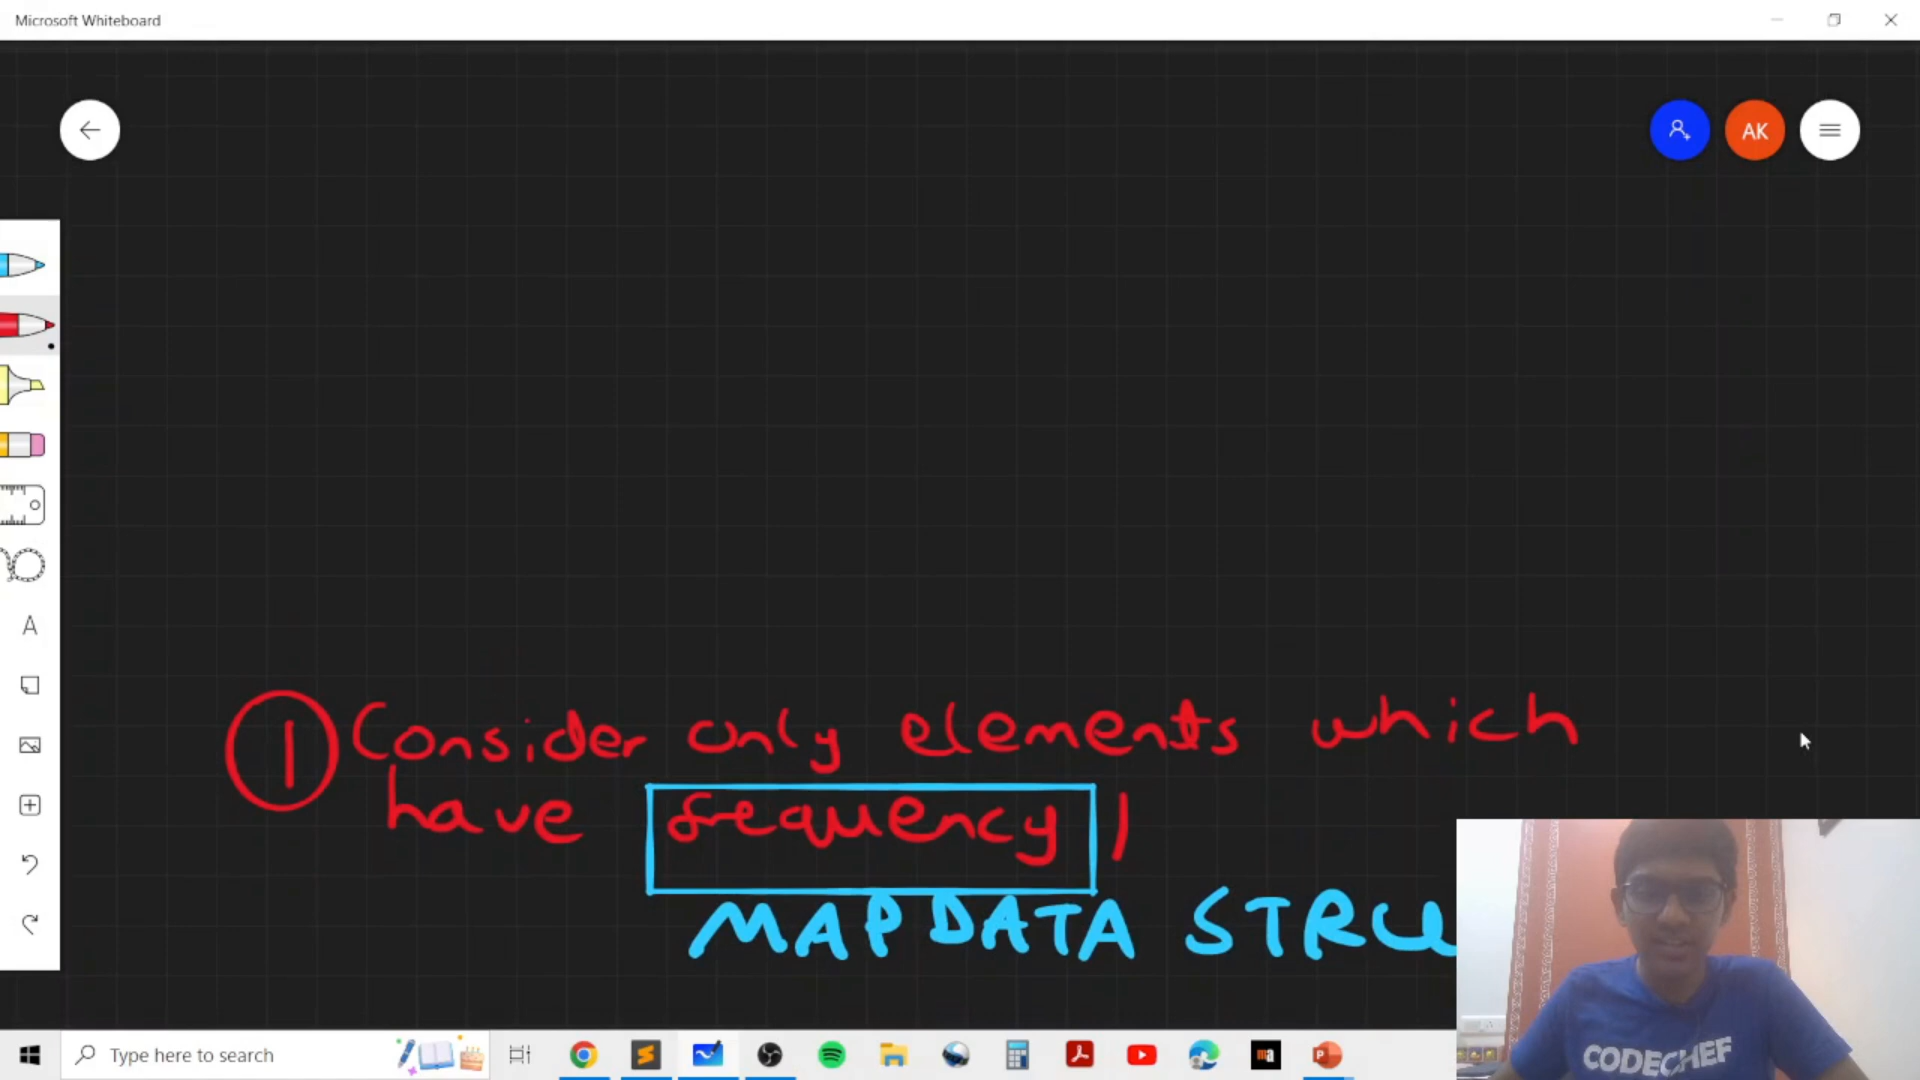 Microsoft Whiteboard
AK
A
1 Consider only elements which
have frequency 1
MAP DATA STRU
Type here to search
CODECHEF